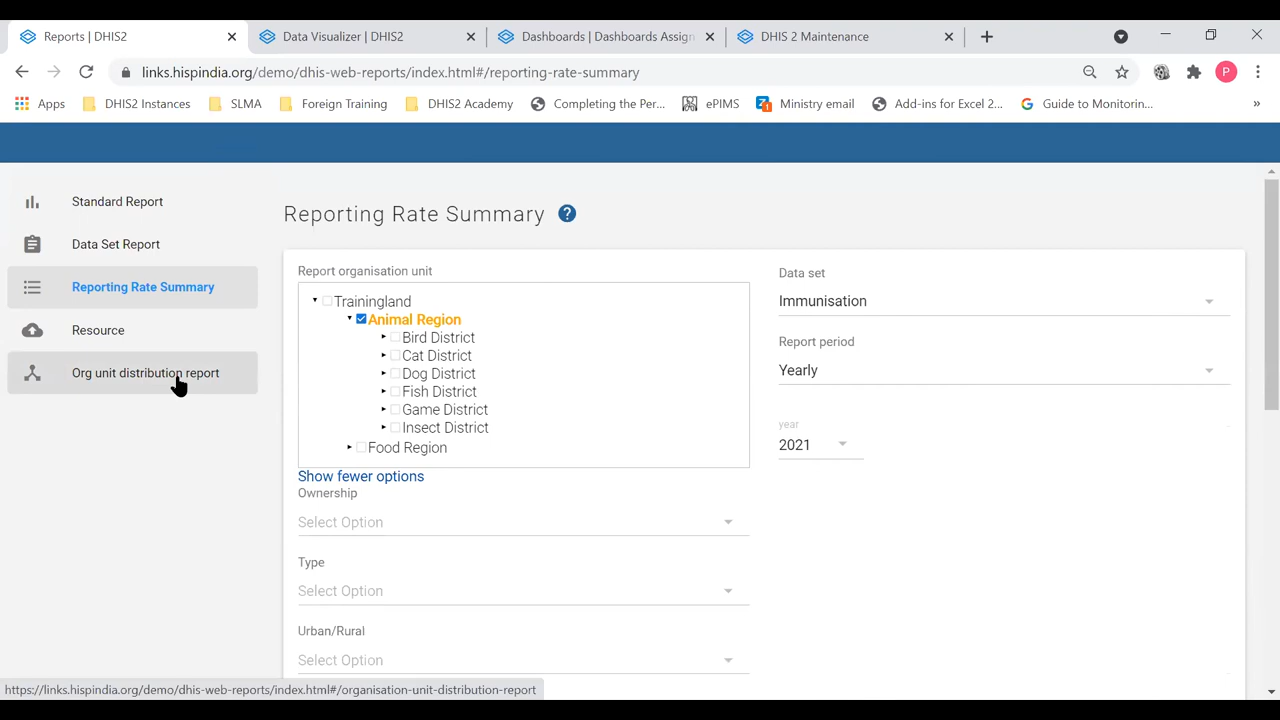 Reports | DHIS2
Data Visualizer | DHIS2
Dashboards | Dashboards Assign
DHIS 2 Maintenance
links.hispindia.org/demo/dhis-web-reports/index.html#/reporting-rate-summary
P
Apps
DHIS2 Instances
SLMA
Foreign Training
DHIS2 Academy
Completing the Per...
ePIMS
Ministry email
Add-ins for Excel 2...
Guide to Monitorin...
»
Standard Report
Data Set Report
Reporting Rate Summary
Resource
Org unit distribution report
Reporting Rate Summary ?
Report organisation unit
Trainingland
Animal Region
Bird District
Cat District
Dog District
Fish District
Game District
Insect District
Food Region
Show fewer options
Ownership
Select Option
Type
Select Option
Urban/Rural
Select Option
Data set
Immunisation
Report period
Yearly
year
2021
https://links.hispindia.org/demo/dhis-web-reports/index.html#/organisation-unit-distribution-report